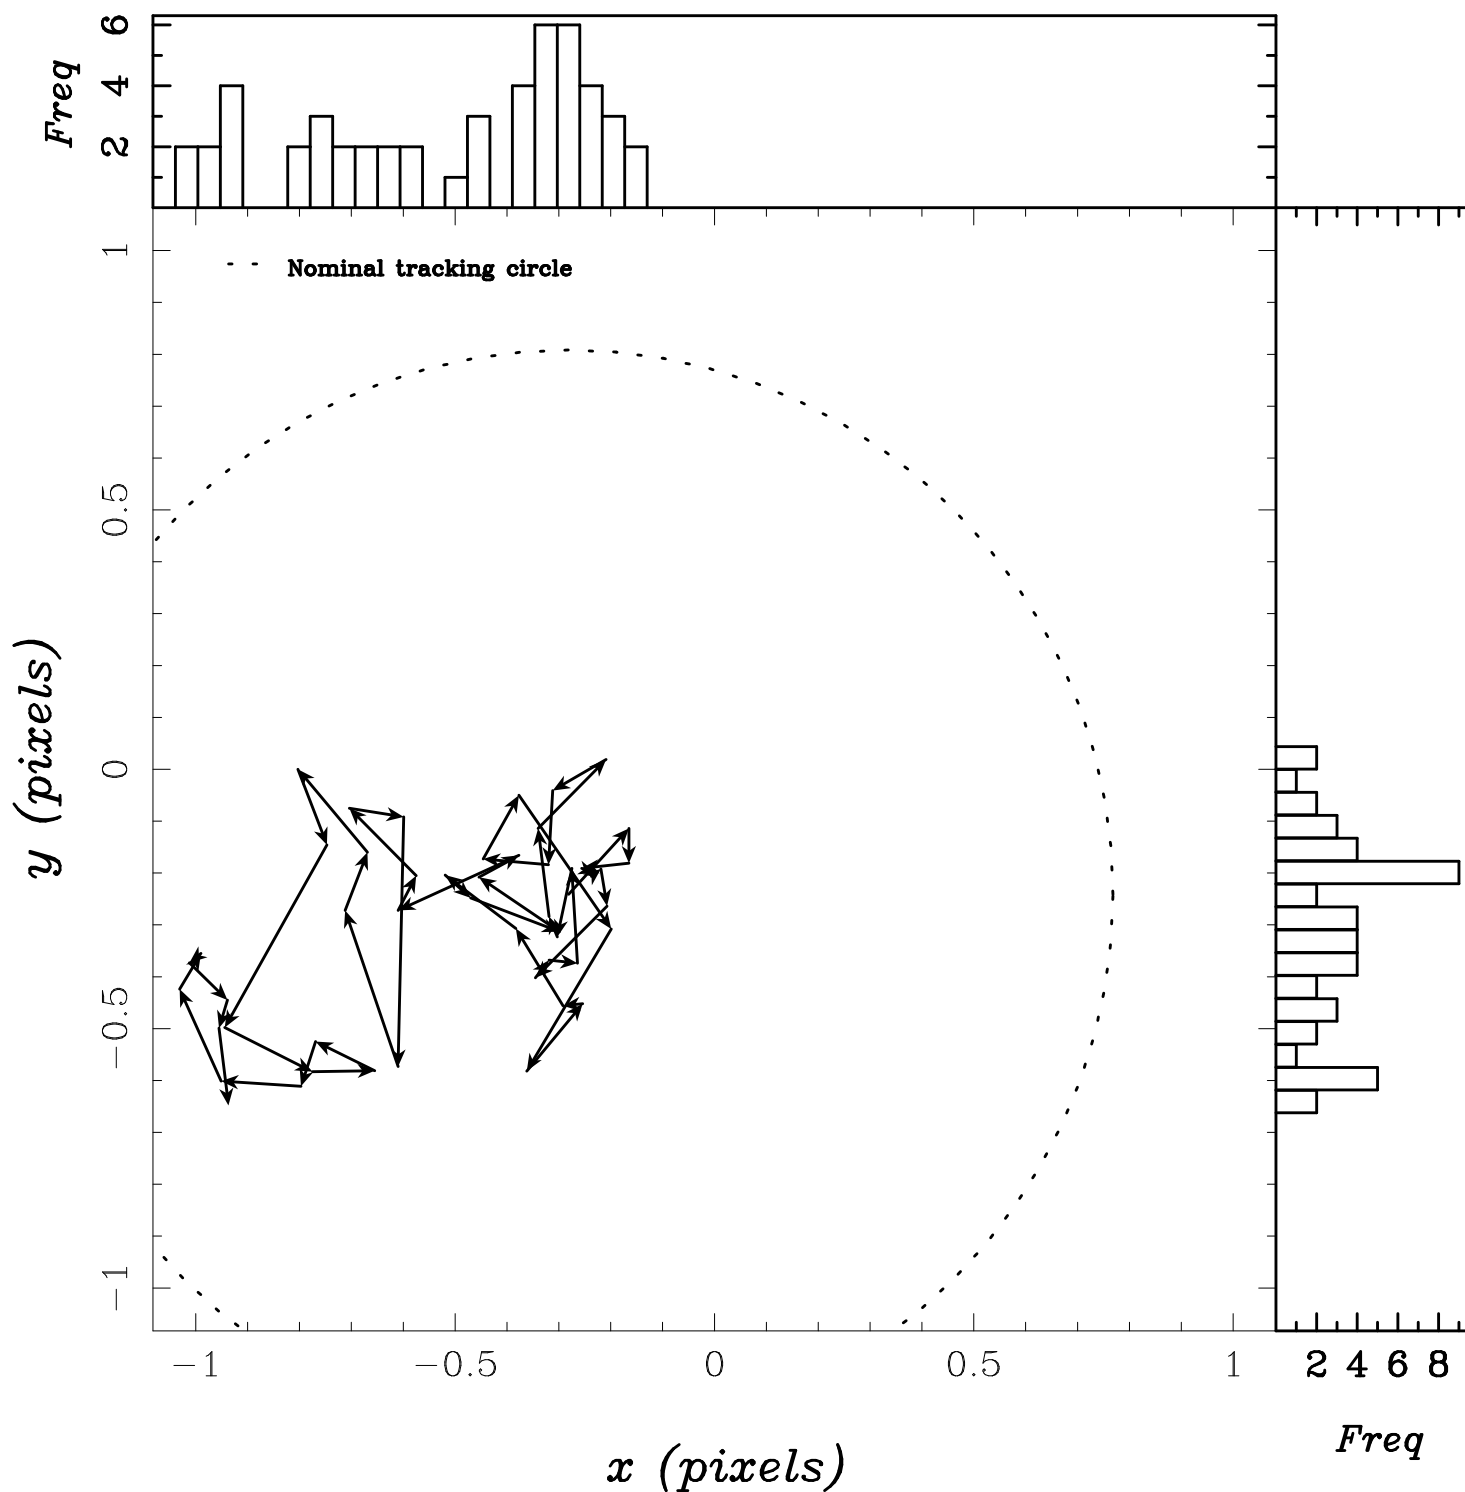 Freq
2 4 6
Nominal tracking circle
y (pixels)
1
0.5
0
−0.5
−1
−1 −0.5 0 0.5 1
x (pixels)
2 4 6 8
Freq